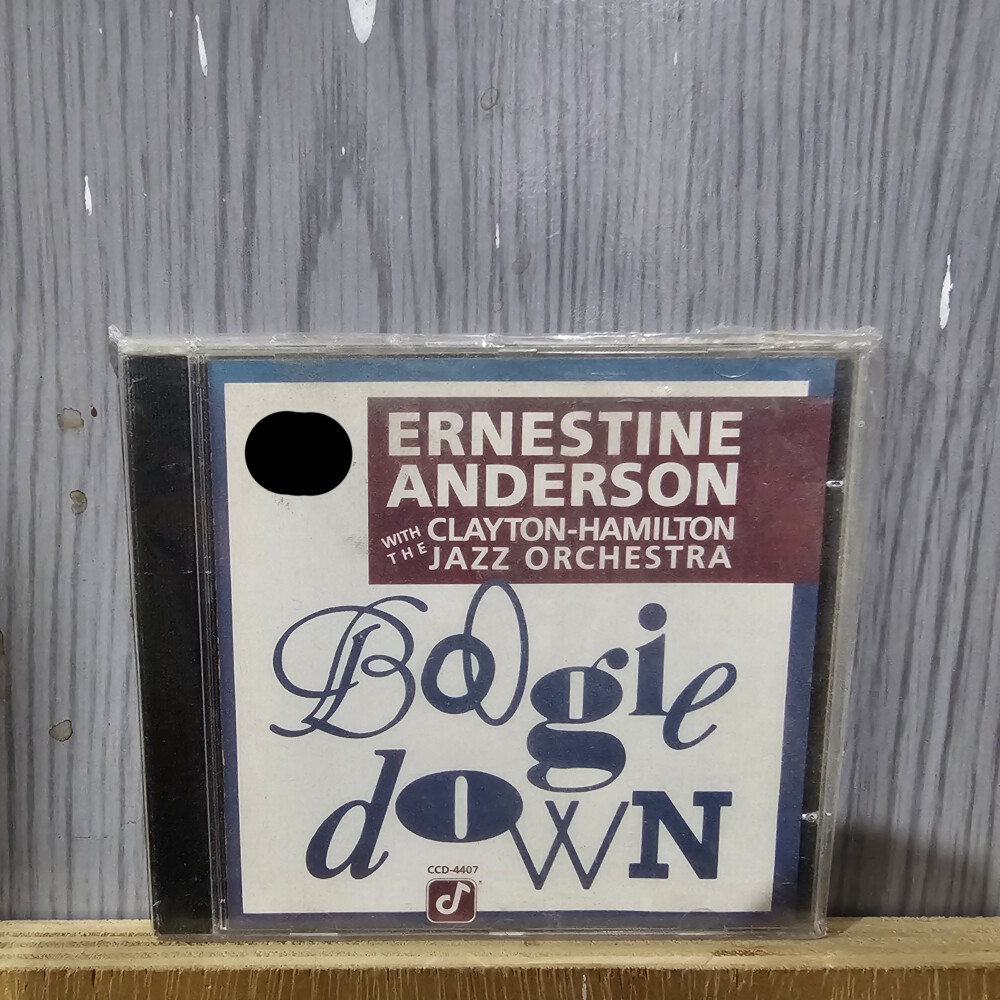 ERNESTINE
ANDERSON
WITH THE CLAYTON-HAMILTON
JAZZ ORCHESTRA
Boogie
dOWN
CCD-4407